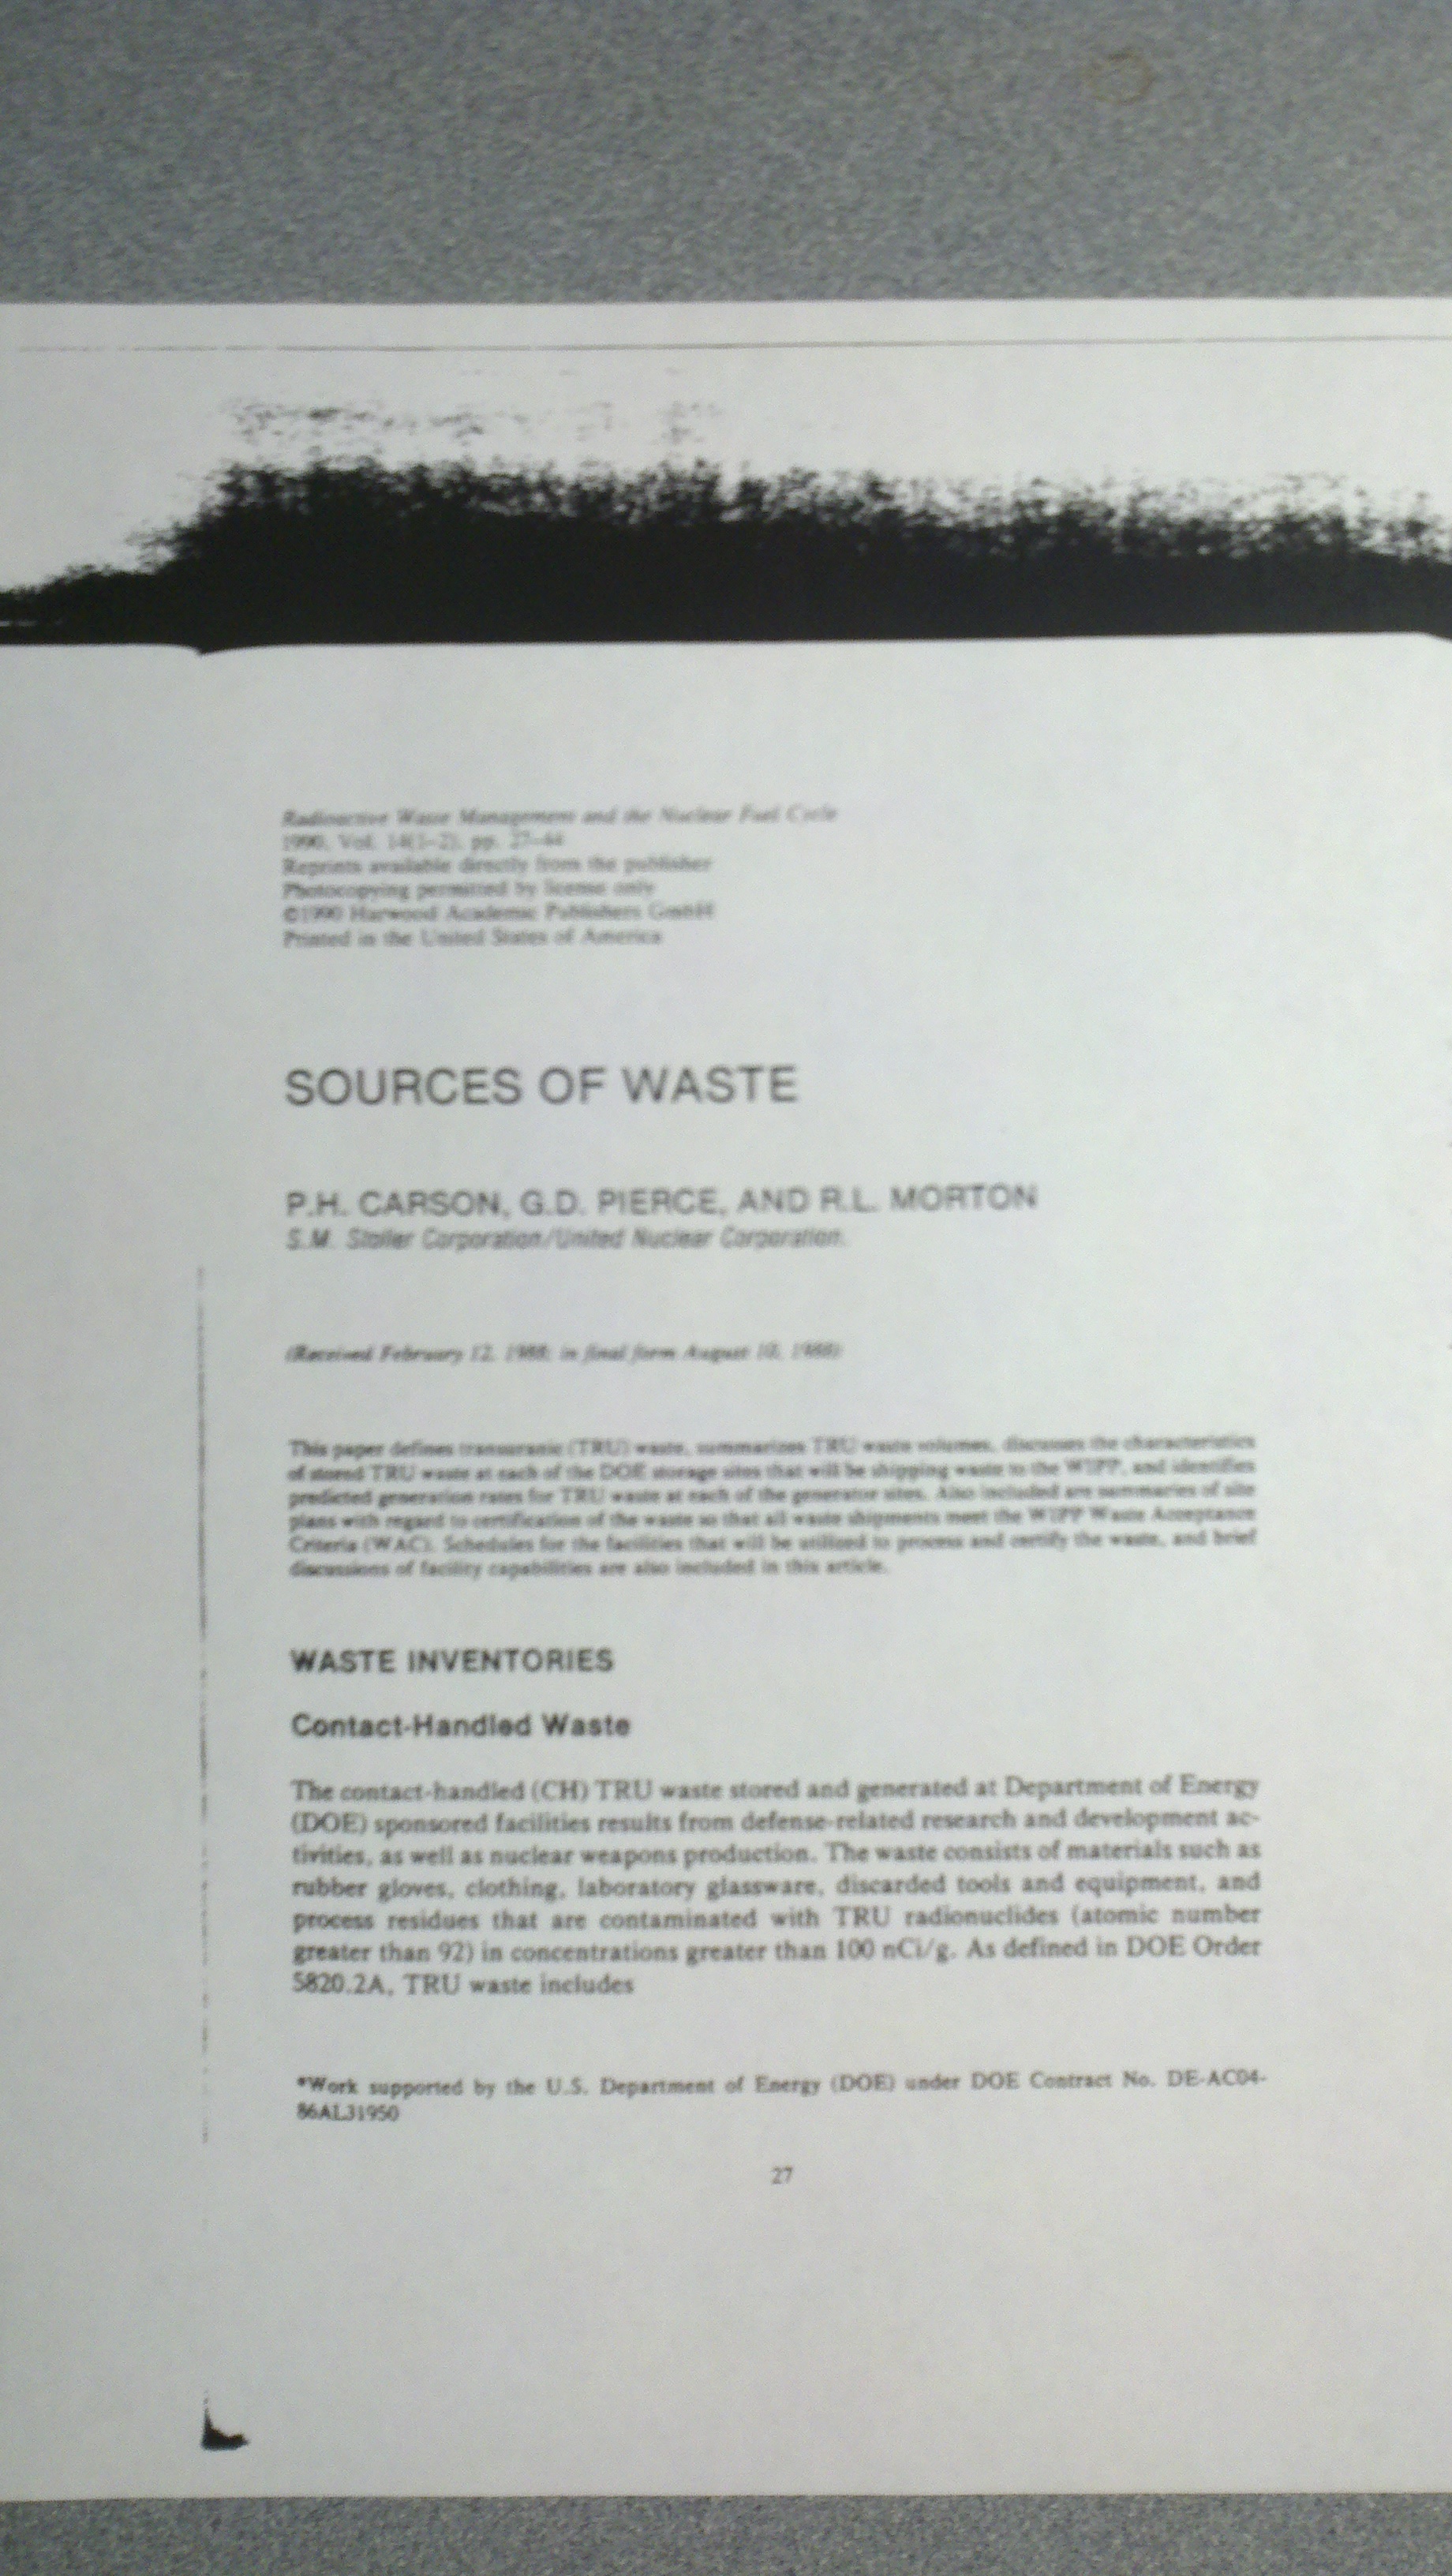 Radioactive Waste Management and the Nuclear Fuel Cycle
1990, Vol. 14(1–2), pp. 27–44
Reprints available directly from the publisher
Photocopying permitted by license only
©1990 Harwood Academic Publishers GmbH
Printed in the United States of America
SOURCES OF WASTE
P.H. CARSON, G.D. PIERCE, AND R.L. MORTON
S.M. Stoller Corporation/United Nuclear Corporation.
(Received February 12, 1988; in final form August 10, 1988)
This paper defines transuranic (TRU) waste, summarizes TRU waste volumes, discusses the characteristics
of stored TRU waste at each of the DOE storage sites that will be shipping waste to the WIPP, and identifies
predicted generation rates for TRU waste at each of the generator sites. Also included are summaries of site
plans with regard to certification of the waste so that all waste shipments meet the WIPP Waste Acceptance
Criteria (WAC). Schedules for the facilities that will be utilized to process and certify the waste, and brief
discussions of facility capabilities are also included in this article.
WASTE INVENTORIES
Contact-Handled Waste
The contact-handled (CH) TRU waste stored and generated at Department of Energy
(DOE) sponsored facilities results from defense-related research and development ac-
tivities, as well as nuclear weapons production. The waste consists of materials such as
rubber gloves, clothing, laboratory glassware, discarded tools and equipment, and
process residues that are contaminated with TRU radionuclides (atomic number
greater than 92) in concentrations greater than 100 nCi/g. As defined in DOE Order
5820.2A, TRU waste includes
*Work supported by the U.S. Department of Energy (DOE) under DOE Contract No. DE-AC04-
86AL31950
27